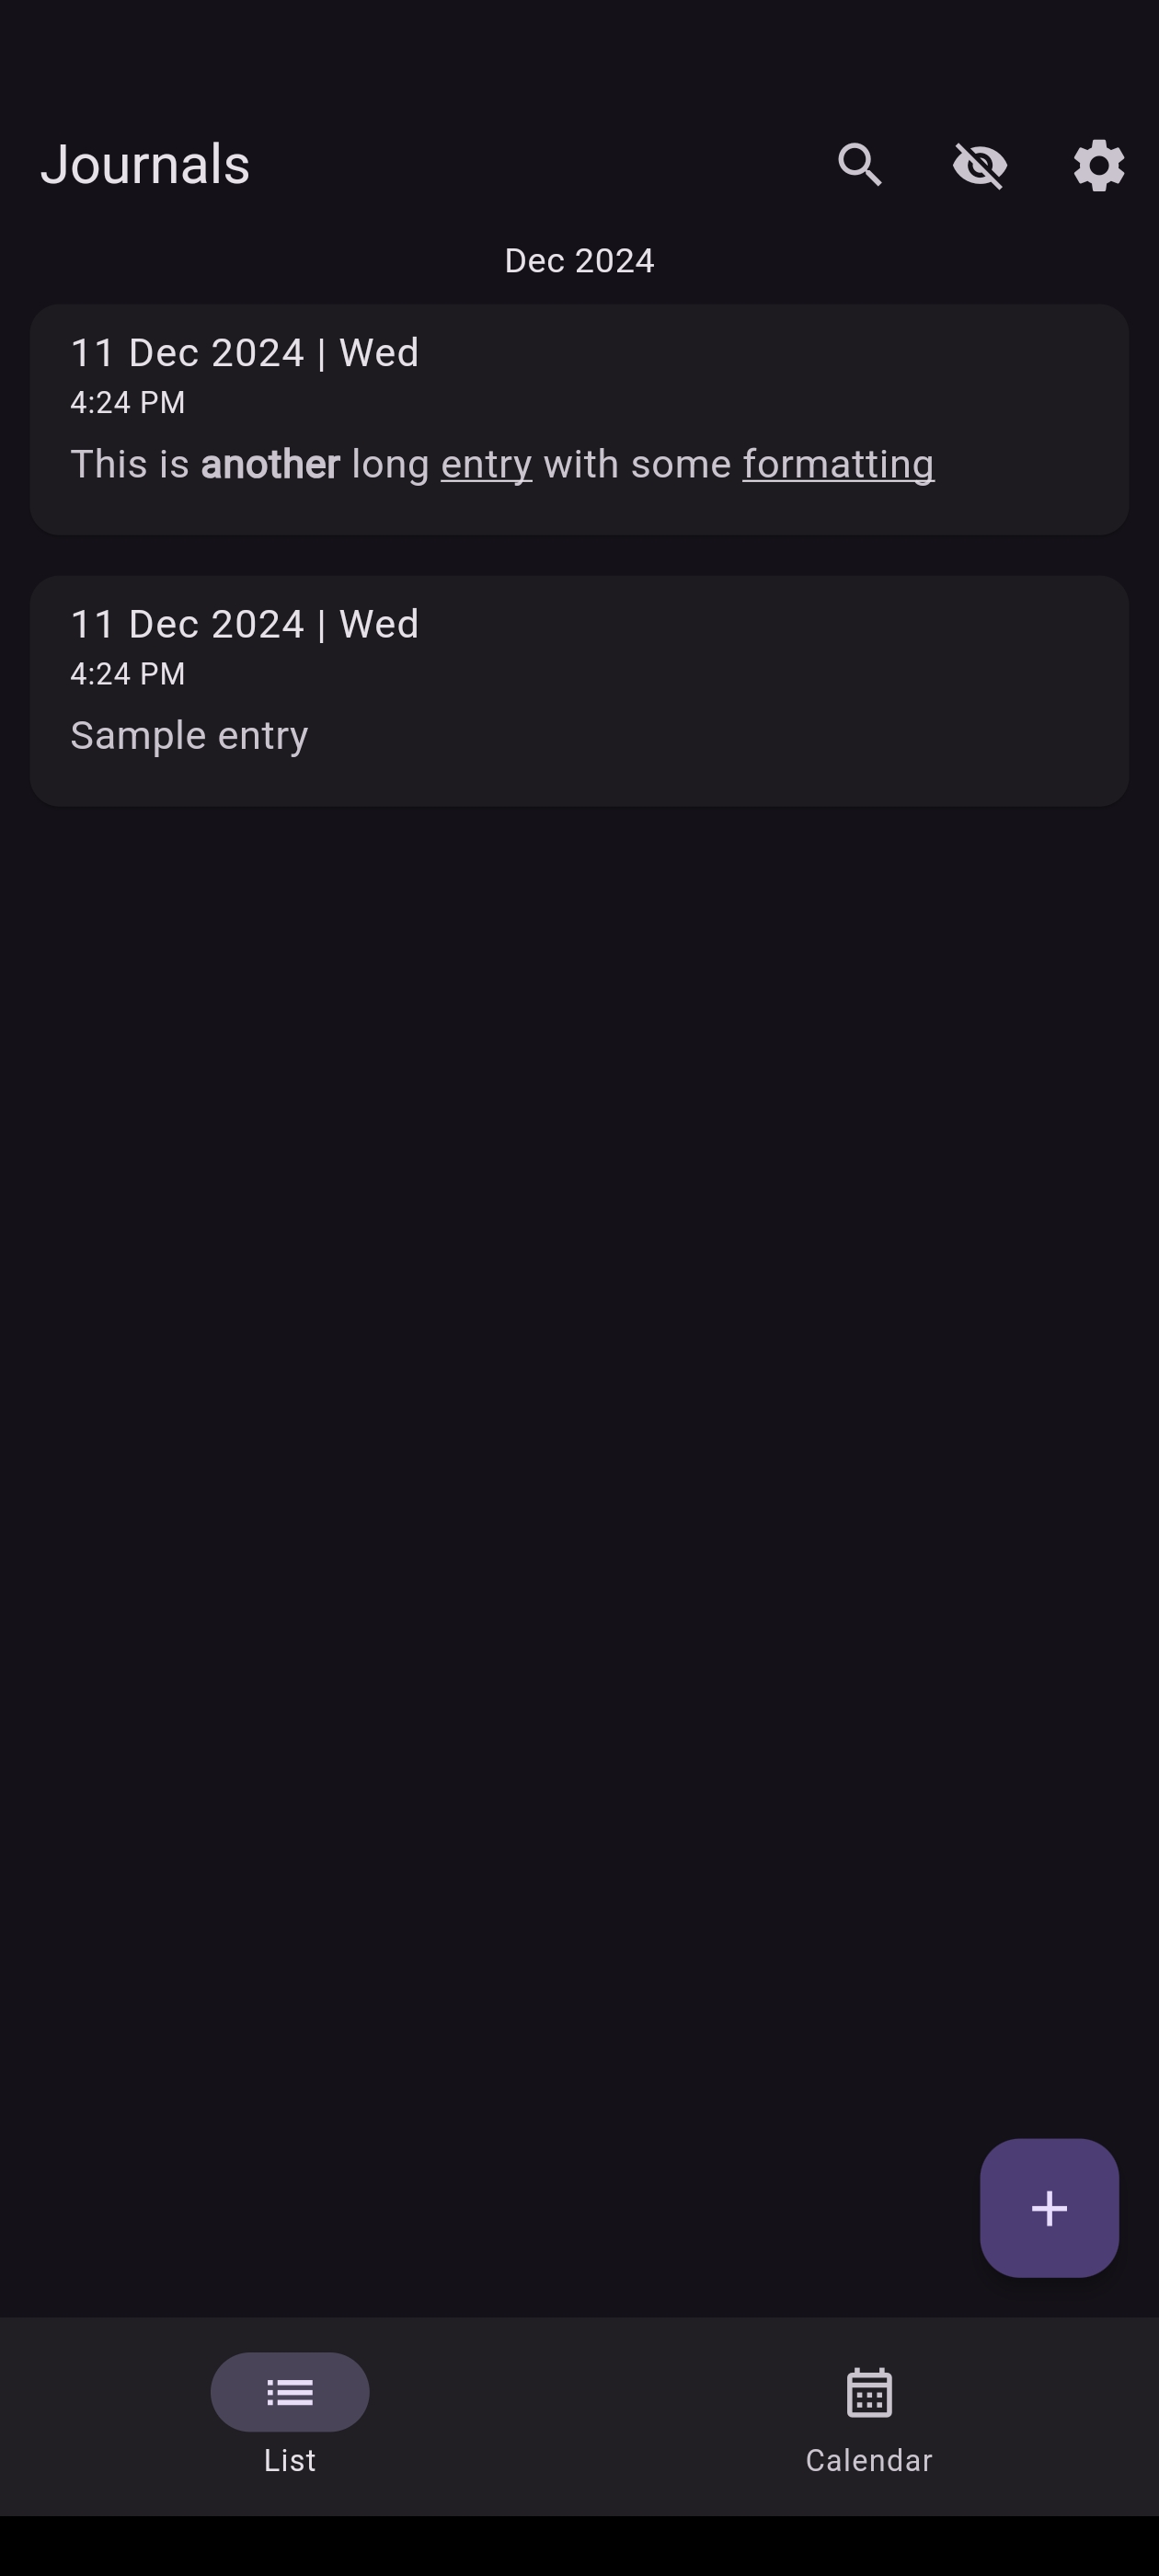 Journals
Dec 2024
11 Dec 2024 | Wed
4:24 PM
This is another long entry with some formatting
11 Dec 2024 | Wed
4:24 PM
Sample entry
List
Calendar